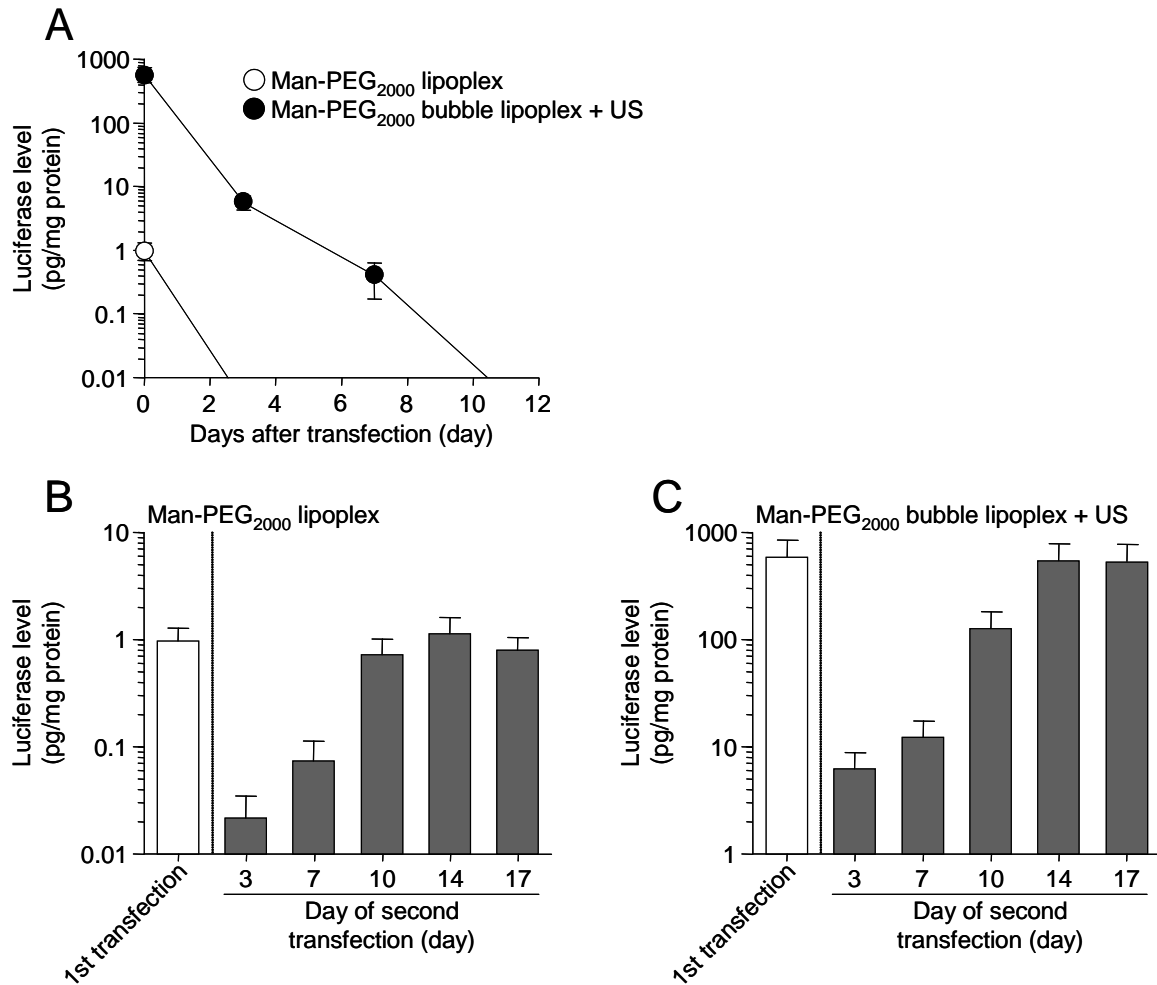 A
1000
100
10
1
0.1
0.01
Luciferase level
(pg/mg protein)
Man-PEG2000 lipoplex
Man-PEG2000 bubble lipoplex + US
0 2 4 6 8 10 12
Days after transfection (day)
B
Man-PEG2000 lipoplex
10
1
0.1
0.01
Luciferase level
(pg/mg protein)
1st transfection
3 7 10 14 17
Day of second
transfection (day)
C
Man-PEG2000 bubble lipoplex + US
1000
100
10
1
Luciferase level
(pg/mg protein)
1st transfection
3 7 10 14 17
Day of second
transfection (day)